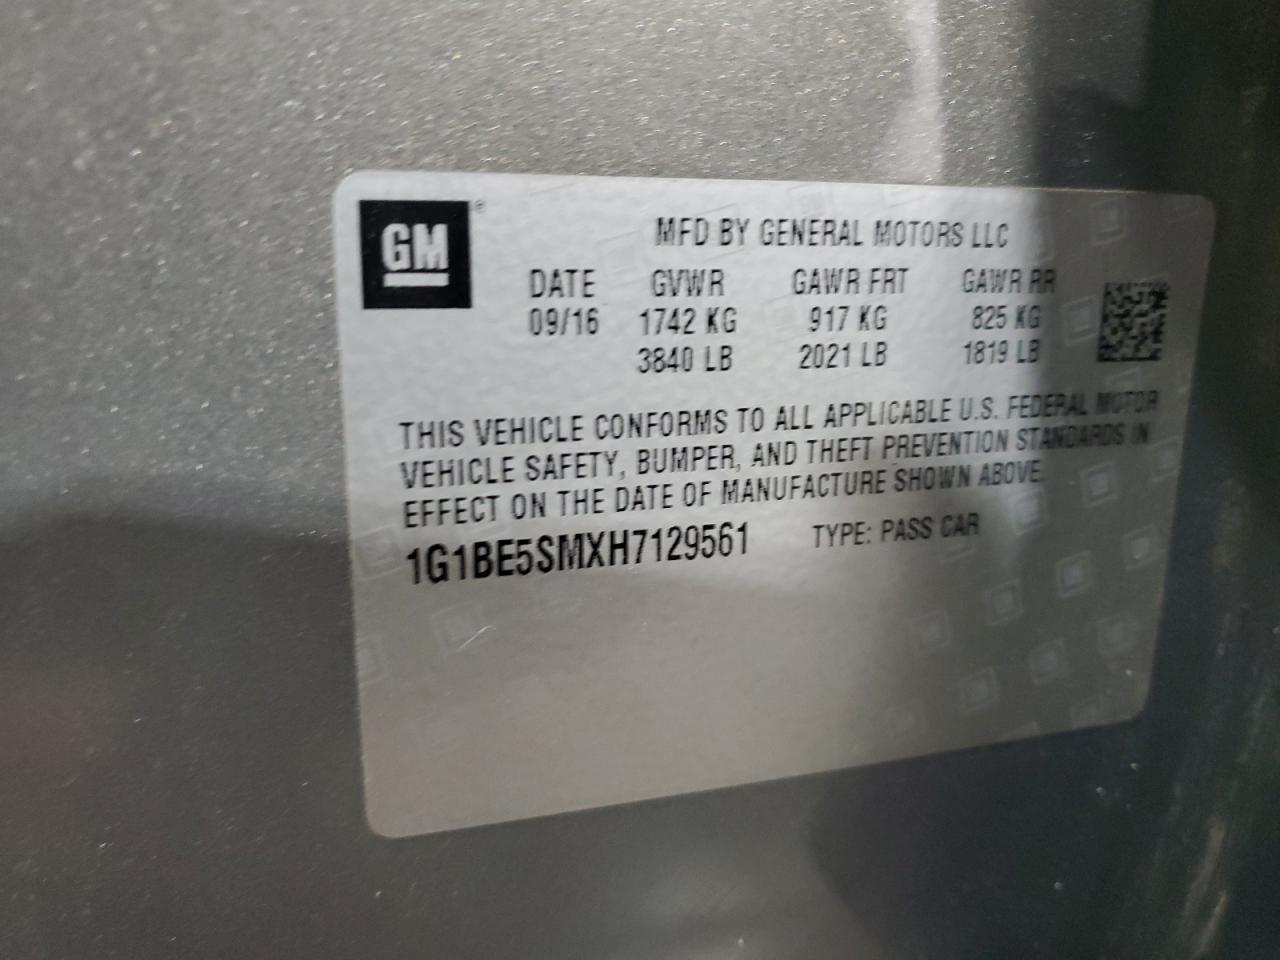 GM®
MFD BY GENERAL MOTORS LLC
DATE GVWR GAWR FRT GAWR RR
09/16 1742 KG 917 KG 825 KG
3840 LB 2021 LB 1819 LB
THIS VEHICLE CONFORMS TO ALL APPLICABLE U.S. FEDERAL MOTOR
VEHICLE SAFETY, BUMPER, AND THEFT PREVENTION STANDARDS IN
EFFECT ON THE DATE OF MANUFACTURE SHOWN ABOVE.
1G1BE5SMXH7129561 TYPE: PASS CAR